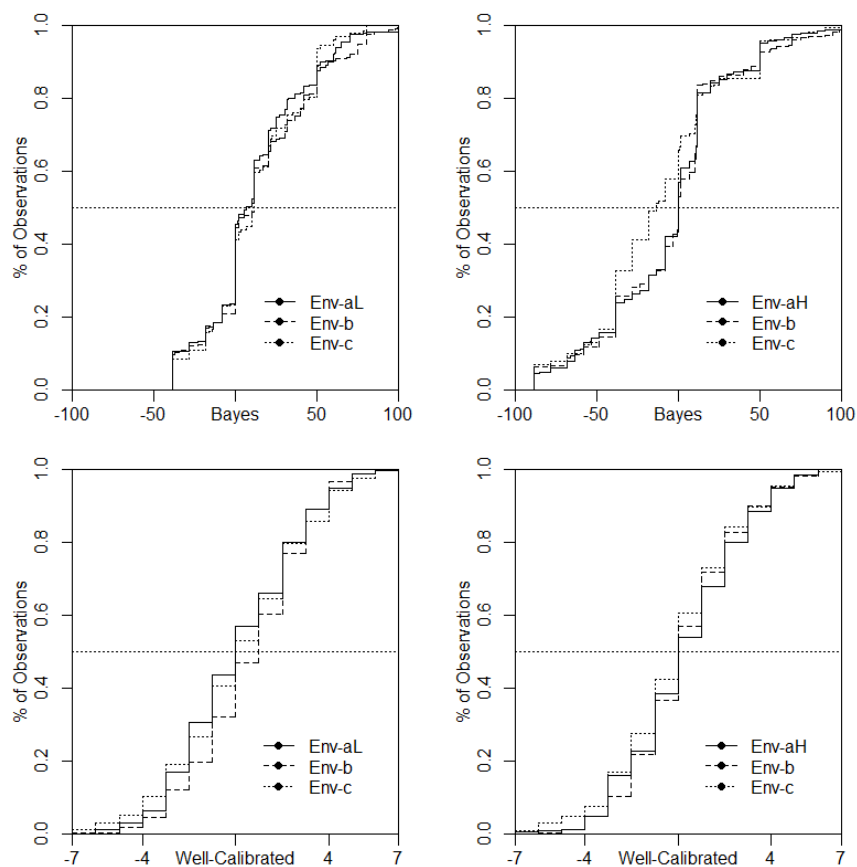 1.0
0.8
0.6
0.4
0.2
0.0
% of Observations
Env-aL
Env-b
Env-c
-100
-50
Bayes
50
100
1.0
0.8
0.6
0.4
0.2
0.0
% of Observations
Env-aH
Env-b
Env-c
-100
-50
Bayes
50
100
1.0
0.8
0.6
0.4
0.2
0.0
% of Observations
Env-aL
Env-b
Env-c
-7
-4
Well-Calibrated
4
7
1.0
0.8
0.6
0.4
0.2
0.0
% of Observations
Env-aH
Env-b
Env-c
-7
-4
Well-Calibrated
4
7